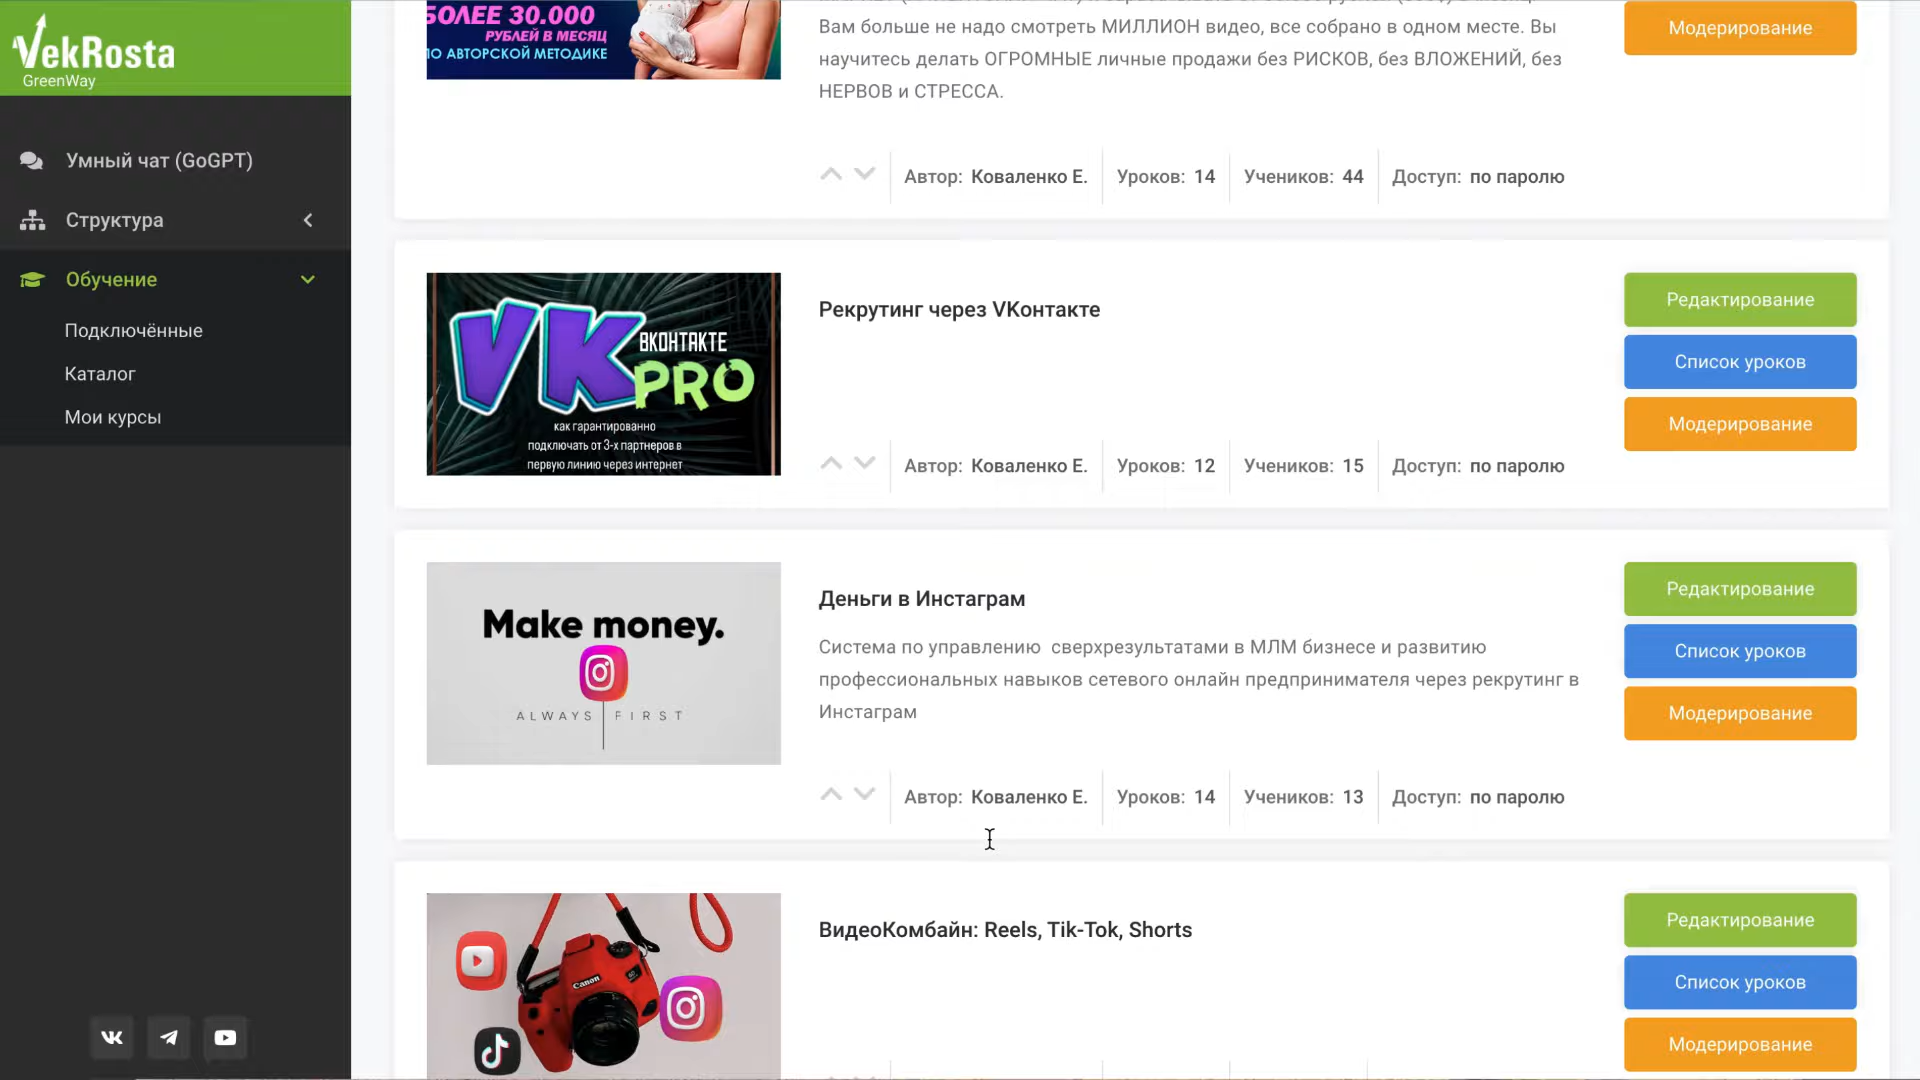 VekRosta
GreenWay
Умный чат (GoGPT)
Структура
Обучение
Подключённые
Каталог
Мои курсы
БОЛЕЕ 30.000
РУБЛЕЙ В МЕСЯЦ
ПО АВТОРСКОЙ МЕТОДИКЕ
Вам больше не надо смотреть МИЛЛИОН видео, все собрано в одном месте. Вы
научитесь делать ОГРОМНЫЕ личные продажи без РИСКОВ, без ВЛОЖЕНИЙ, без
НЕРВОВ и СТРЕССА.
Модерирование
Автор: Коваленко Е. Уроков: 14 Учеников: 44 Доступ: по паролю
VK ВКОНТАКТЕ
PRO
как гарантированно
подключать от 3-х партнеров в
первую линию через интернет
Рекрутинг через VKонтакте
Редактирование
Список уроков
Модерирование
Автор: Коваленко Е. Уроков: 12 Учеников: 15 Доступ: по паролю
Make money.
ALWAYS FIRST
Деньги в Инстаграм
Система по управлению сверхрезультатами в МЛМ бизнесе и развитию
профессиональных навыков сетевого онлайн предпринимателя через рекрутинг в
Инстаграм
Редактирование
Список уроков
Модерирование
Автор: Коваленко Е. Уроков: 14 Учеников: 13 Доступ: по паролю
Canon
ВидеоКомбайн: Reels, Tik-Tok, Shorts
Редактирование
Список уроков
Модерирование